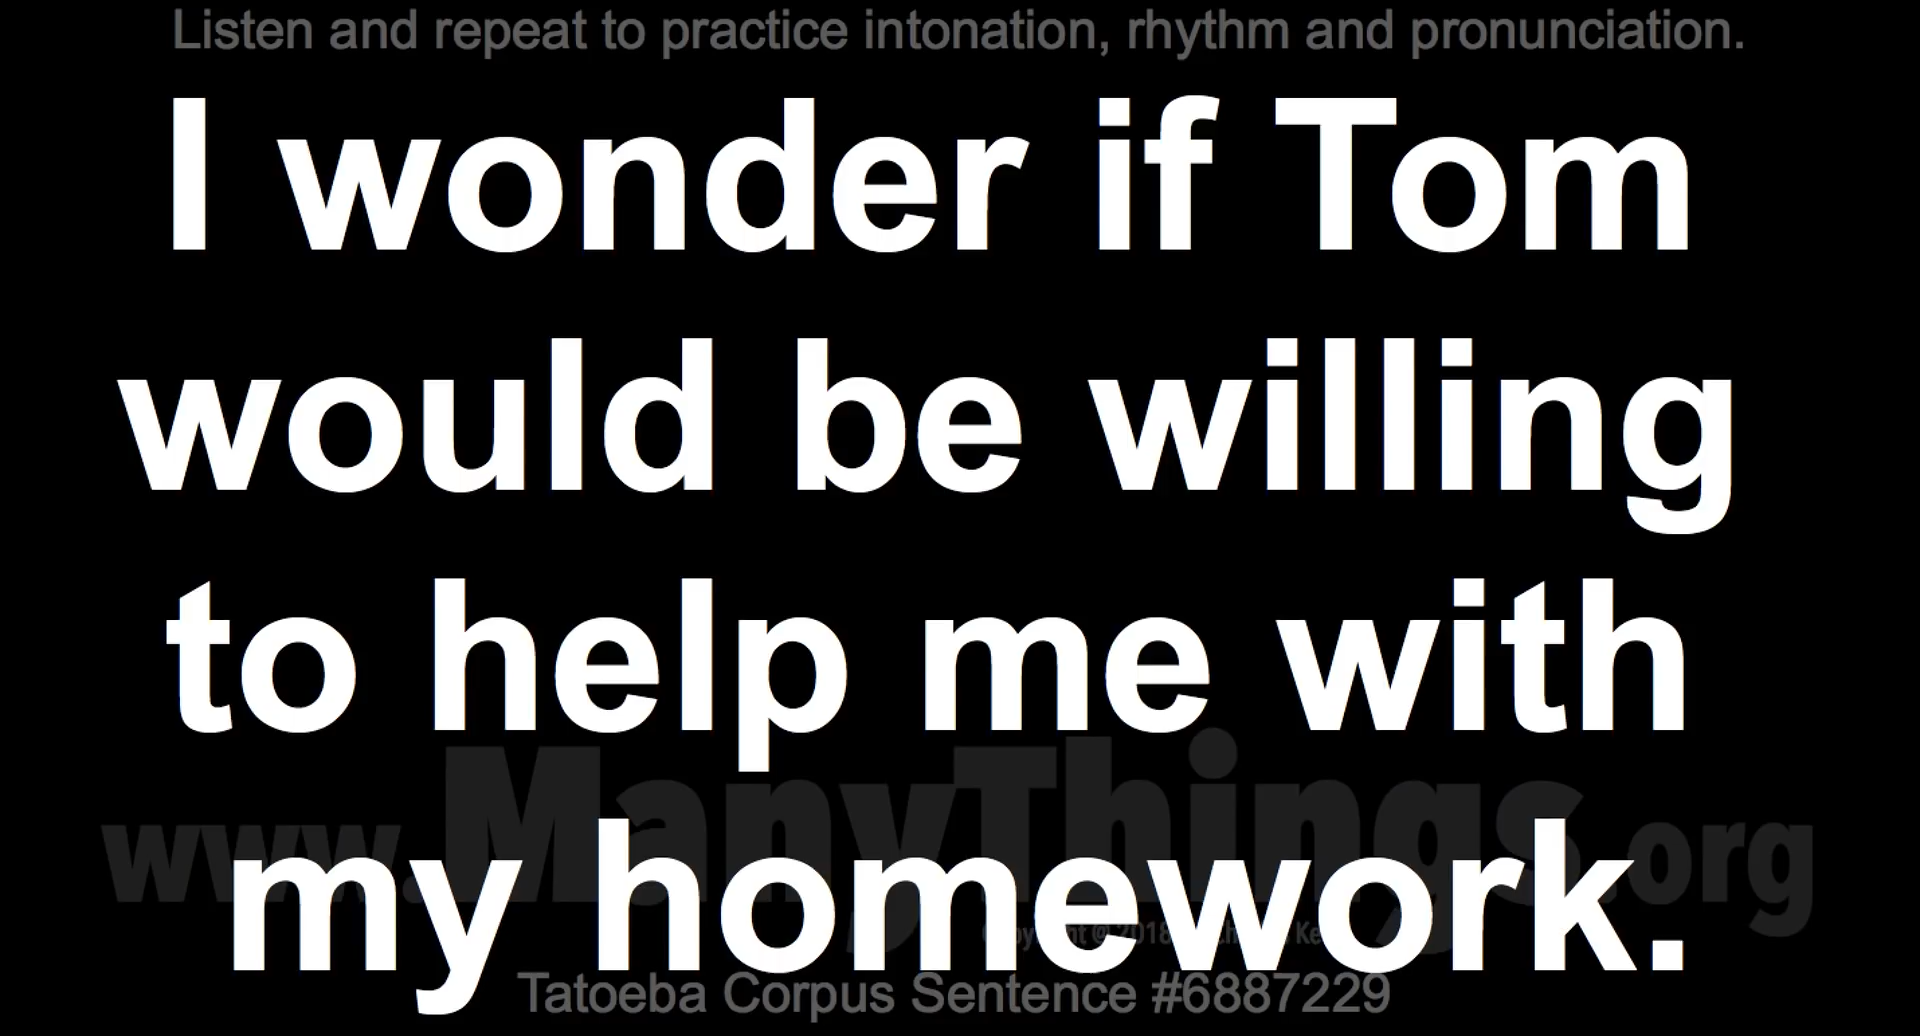 Listen and repeat to practice intonation, rhythm and pronunciation.
I wonder if Tom
would be willing
to help me with
www.ManyThings.org
my homework.
2018
Tatoeba Corpus Sentence #6887229